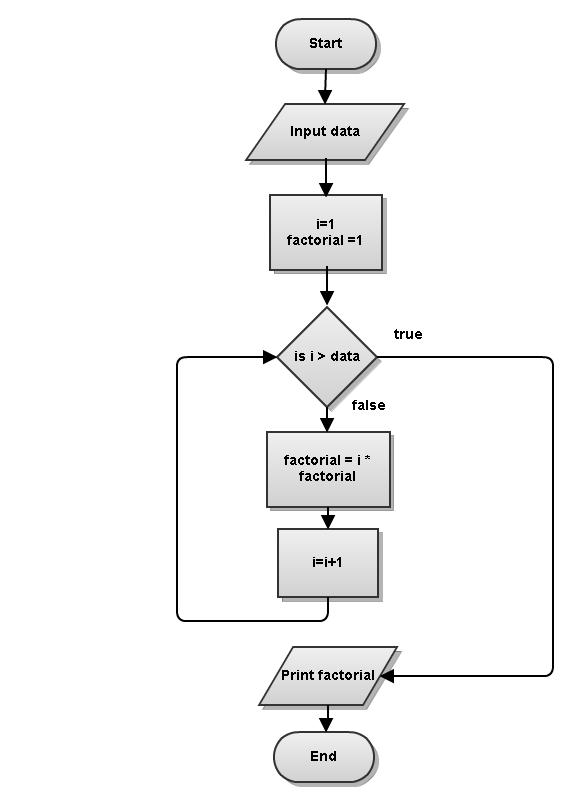 Start
Input data
i=1
factorial =1
is i > data
true
false
factorial = i *
factorial
i=i+1
Print factorial
End